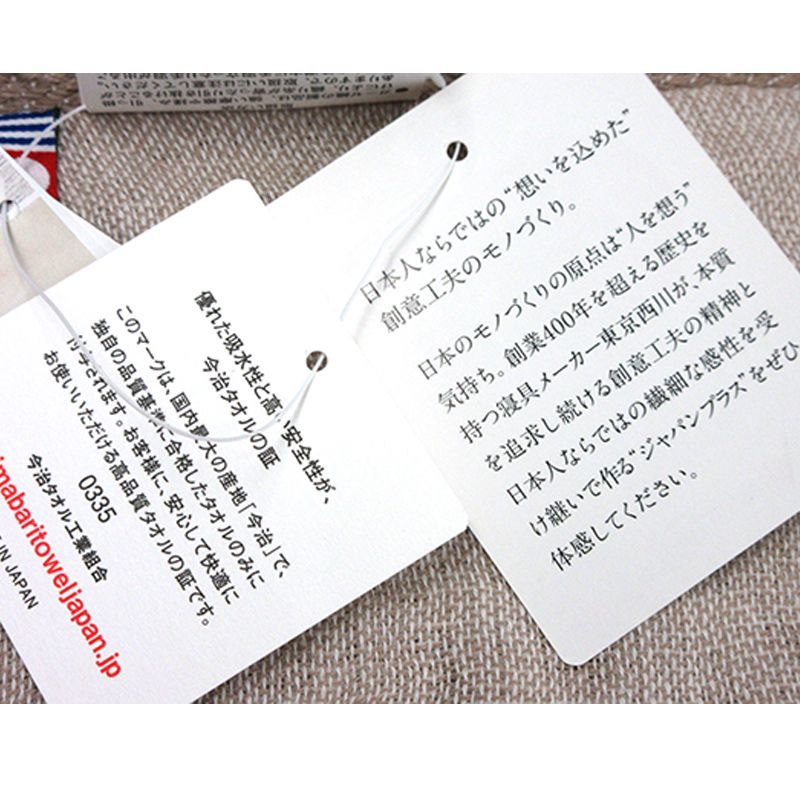 日本人ならではの"想いを込めた"
創意工夫のモノづくり。
日本のモノづくりの原点は"人を想う"
気持ち。創業400年を超える歴史を
持つ寝具メーカー東京西川が、本質
を追求し続ける創意工夫の精神と
日本人ならではの繊細な感性を受
け継いで作る"ジャパンプラス"をぜひ
体感してください。
優れた吸水性と高い安全性が、
今治タオルの証
このマークは、国内最大の産地「今治」で、
独自の品質基準に合格したタオルのみに
付与されます。お客様に、安心して快適に
お使いいただける高品質タオルの証です。
0335
今治タオル工業組合
imabaritoweljapan.jp
IN JAPAN